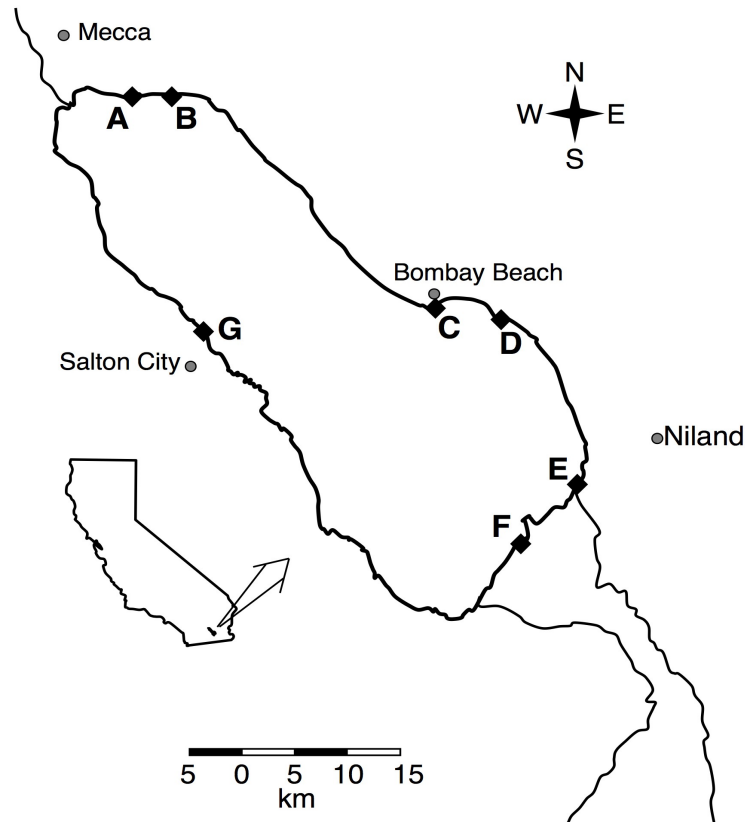 Mecca
N
W E
S
A B
Bombay Beach
C
D
G
Salton City
Niland
E
F
5 0 5 10 15
km